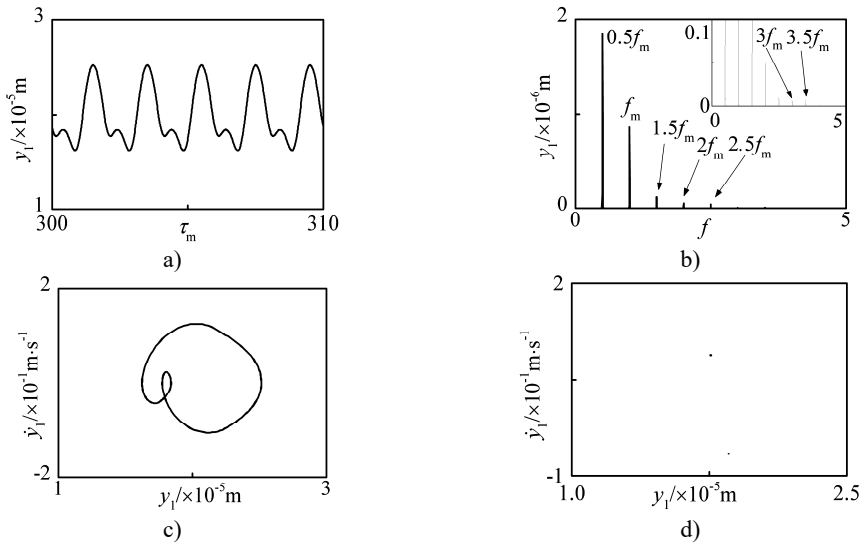 3
y₁/×10⁻⁵m
1
300
τₘ
310
a)
2
y₁/×10⁻⁶m
0
0.5fₘ
fₘ
1.5fₘ
2fₘ
2.5fₘ
0.1
0
3fₘ
3.5fₘ
0
5
0
f
5
b)
2
ẏ₁/×10⁻¹m·s⁻¹
-2
1
y₁/×10⁻⁵m
3
c)
2
ẏ₁/×10⁻¹m·s⁻¹
-1
1.0
y₁/×10⁻⁵m
2.5
d)